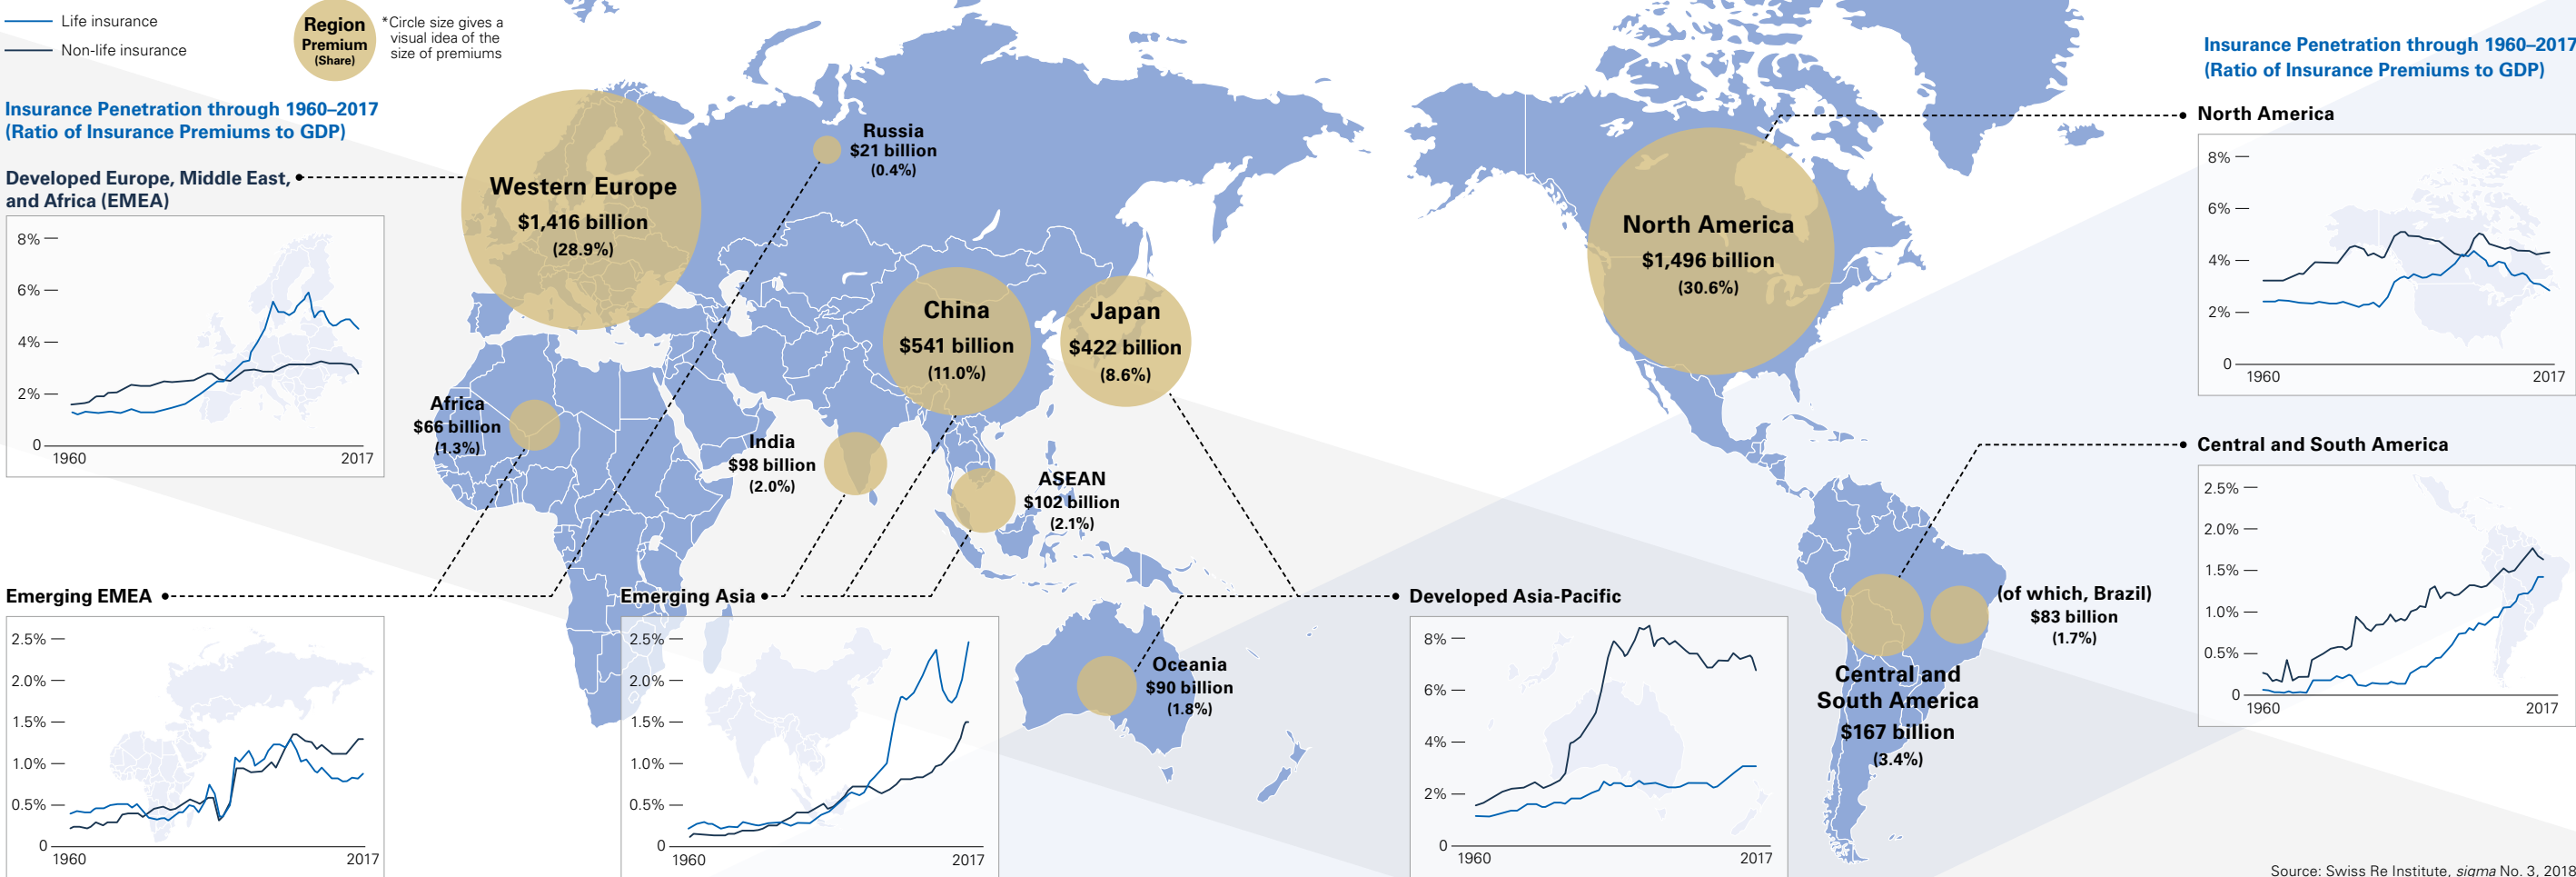 Life insurance
Non-life insurance
Region
Premium
(Share)
*Circle size gives a
visual idea of the
size of premiums
Insurance Penetration through 1960–2017
(Ratio of Insurance Premiums to GDP)
Developed Europe, Middle East,
and Africa (EMEA)
8%
6%
4%
2%
0
1960
2017
Western Europe
$1,416 billion
(28.9%)
Russia
$21 billion
(0.4%)
China
$541 billion
(11.0%)
Japan
$422 billion
(8.6%)
Africa
$66 billion
(1.3%)
India
$98 billion
(2.0%)
ASEAN
$102 billion
(2.1%)
Oceania
$90 billion
(1.8%)
North America
$1,496 billion
(30.6%)
Insurance Penetration through 1960–2017
(Ratio of Insurance Premiums to GDP)
North America
8%
6%
4%
2%
0
1960
2017
Central and South America
2.5%
2.0%
1.5%
1.0%
0.5%
0
1960
2017
(of which, Brazil)
$83 billion
(1.7%)
Central and
South America
$167 billion
(3.4%)
Emerging EMEA
2.5%
2.0%
1.5%
1.0%
0.5%
0
1960
2017
Emerging Asia
2.5%
2.0%
1.5%
1.0%
0.5%
0
1960
2017
Developed Asia-Pacific
8%
6%
4%
2%
0
1960
2017
Source: Swiss Re Institute, sigma No. 3, 2018